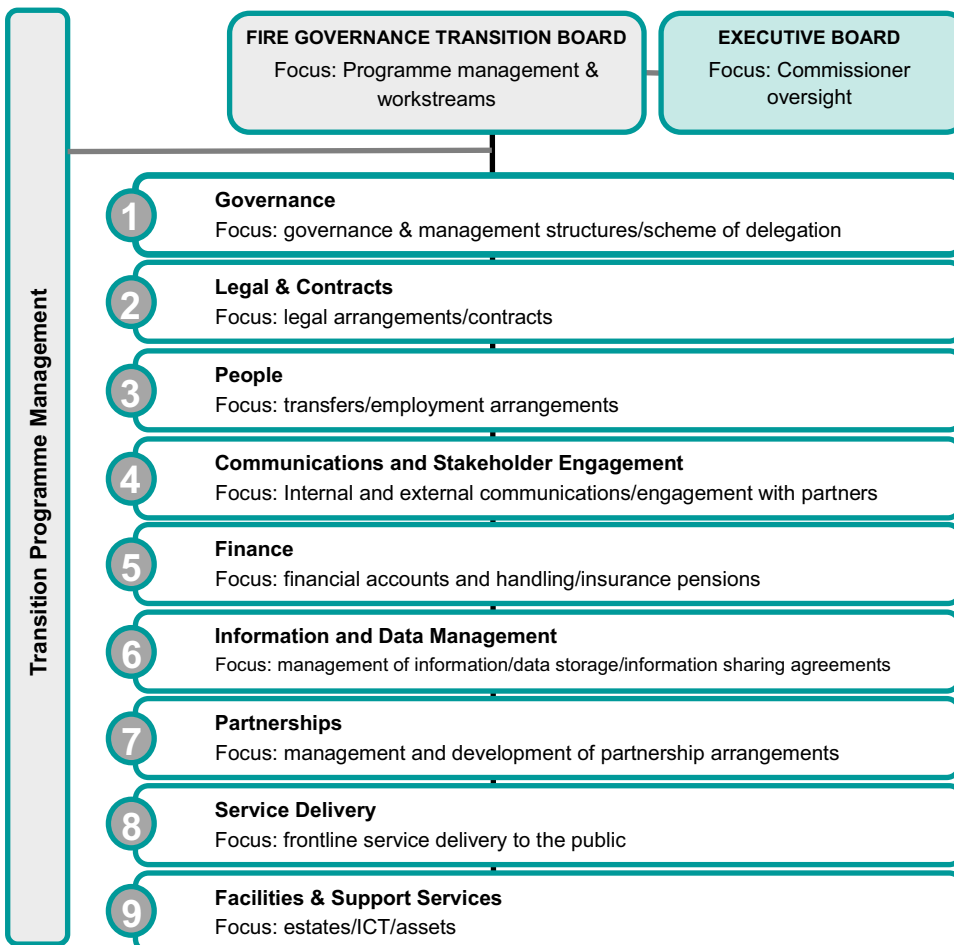 FIRE GOVERNANCE TRANSITION BOARD
Focus: Programme management &
workstreams
EXECUTIVE BOARD
Focus: Commissioner
oversight
Transition Programme Management
1
Governance
Focus: governance & management structures/scheme of delegation
2
Legal & Contracts
Focus: legal arrangements/contracts
3
People
Focus: transfers/employment arrangements
4
Communications and Stakeholder Engagement
Focus: Internal and external communications/engagement with partners
5
Finance
Focus: financial accounts and handling/insurance pensions
6
Information and Data Management
Focus: management of information/data storage/information sharing agreements
7
Partnerships
Focus: management and development of partnership arrangements
8
Service Delivery
Focus: frontline service delivery to the public
9
Facilities & Support Services
Focus: estates/ICT/assets